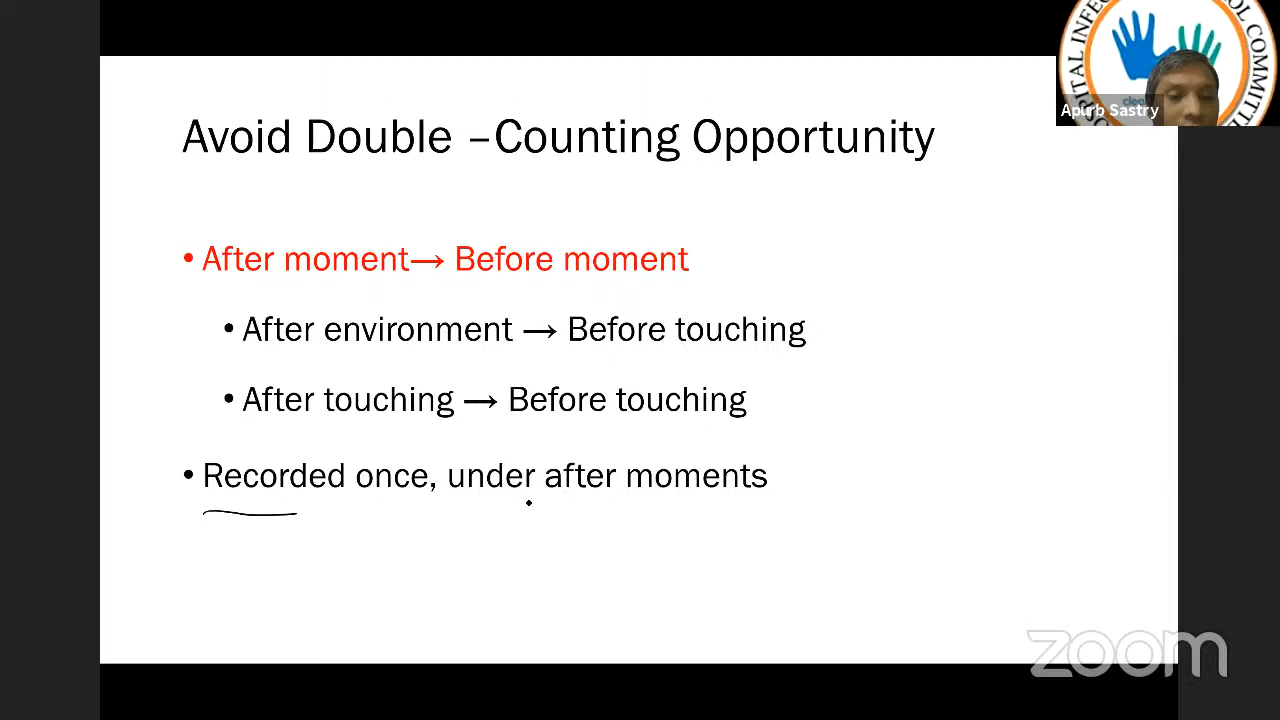 Avoid Double –Counting Opportunity
• After moment→ Before moment
• After environment → Before touching
• After touching → Before touching
• Recorded once, under after moments
Apurb Sastry
zoom